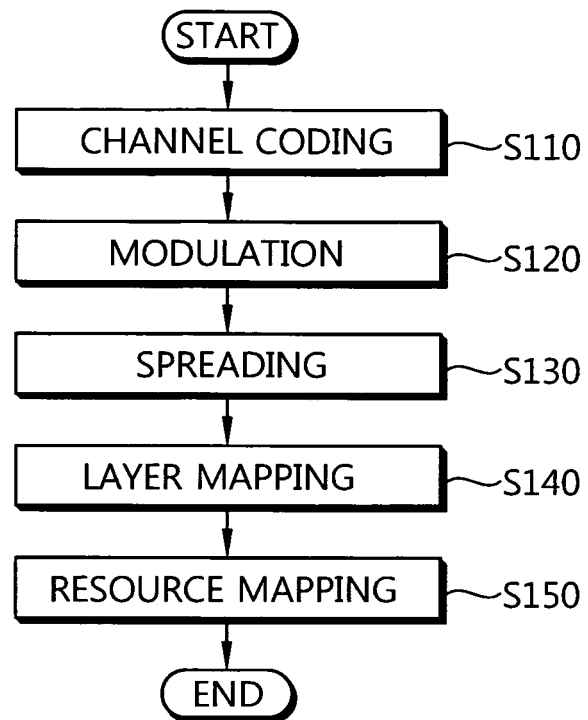 START
CHANNEL CODING S110
MODULATION S120
SPREADING S130
LAYER MAPPING S140
RESOURCE MAPPING S150
END